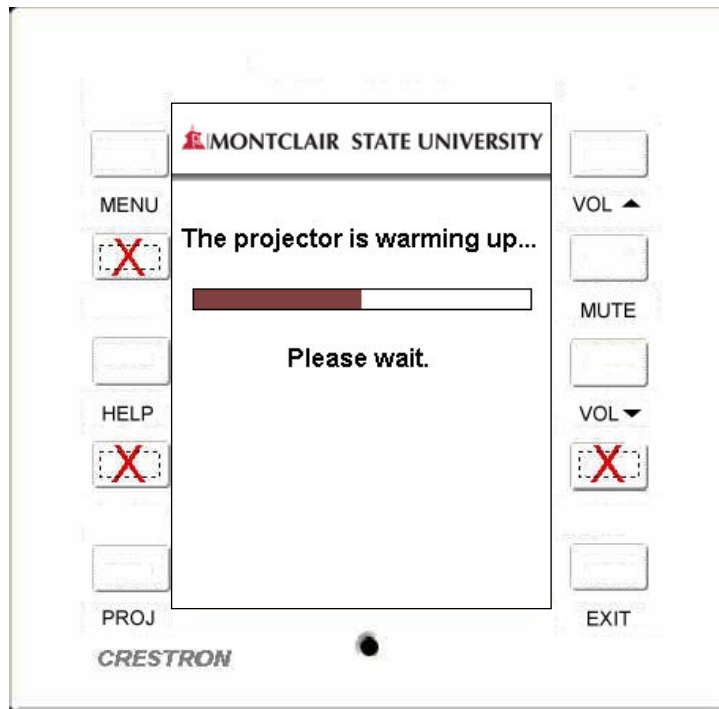 MONTCLAIR STATE UNIVERSITY
MENU
VOL ▲
The projector is warming up...
X
MUTE
Please wait.
HELP
VOL ▼
X
X
PROJ
EXIT
CRESTRON